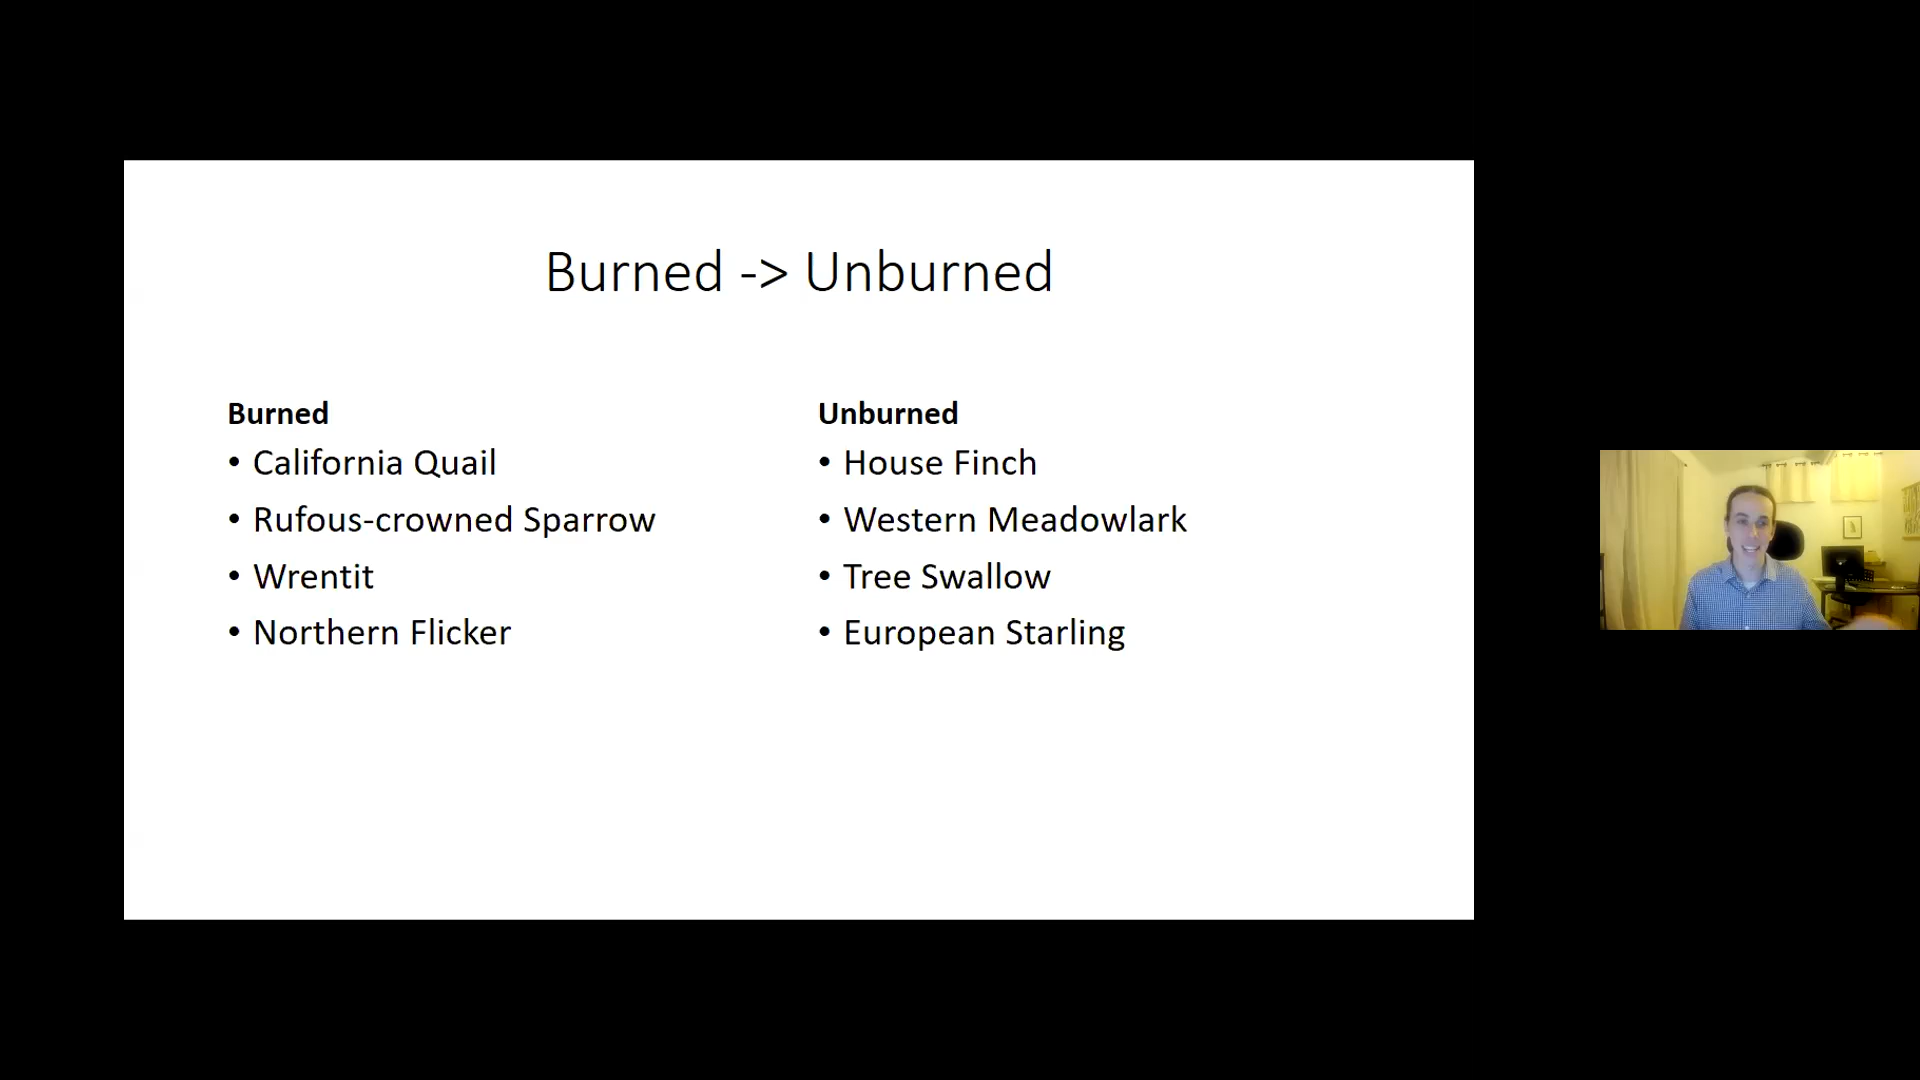 Burned -> Unburned
Burned
• California Quail
• Rufous-crowned Sparrow
• Wrentit
• Northern Flicker
Unburned
• House Finch
• Western Meadowlark
• Tree Swallow
• European Starling